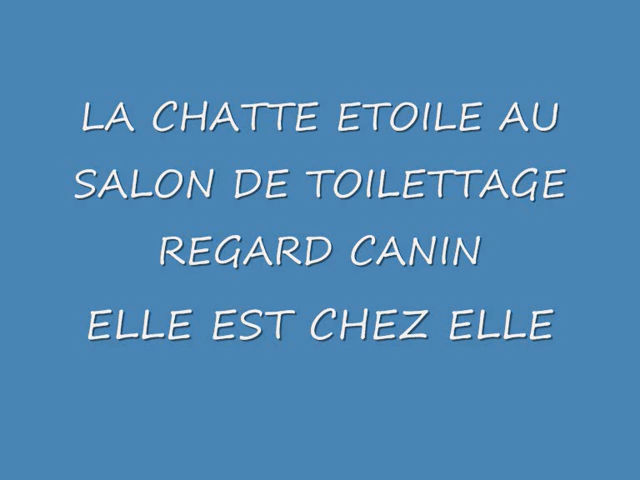 LA CHATTE ETOILE AU
SALON DE TOILETTAGE
REGARD CANIN
ELLE EST CHEZ ELLE